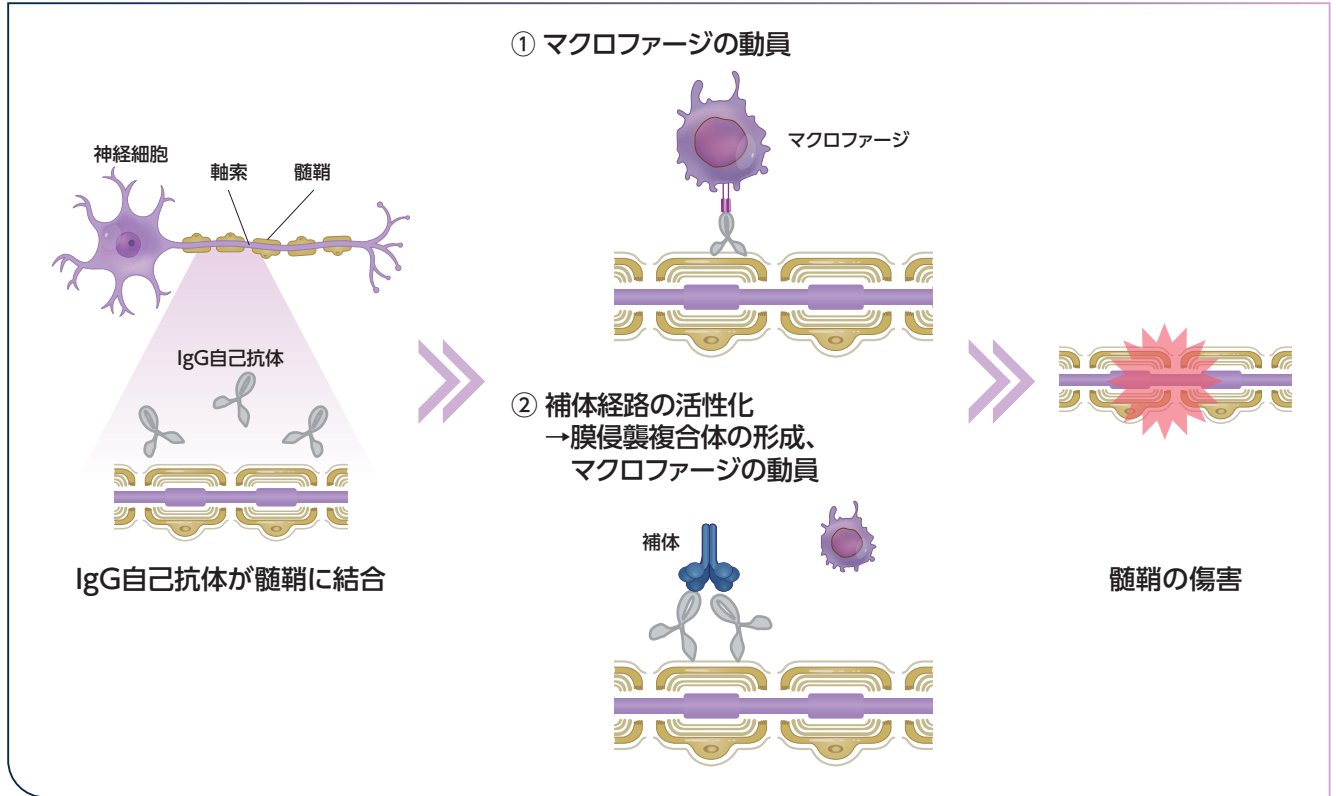 ① マクロファージの動員
マクロファージ
神経細胞
軸索
髄鞘
IgG自己抗体
IgG自己抗体が髄鞘に結合
② 補体経路の活性化
→膜侵襲複合体の形成、
マクロファージの動員
補体
髄鞘の傷害